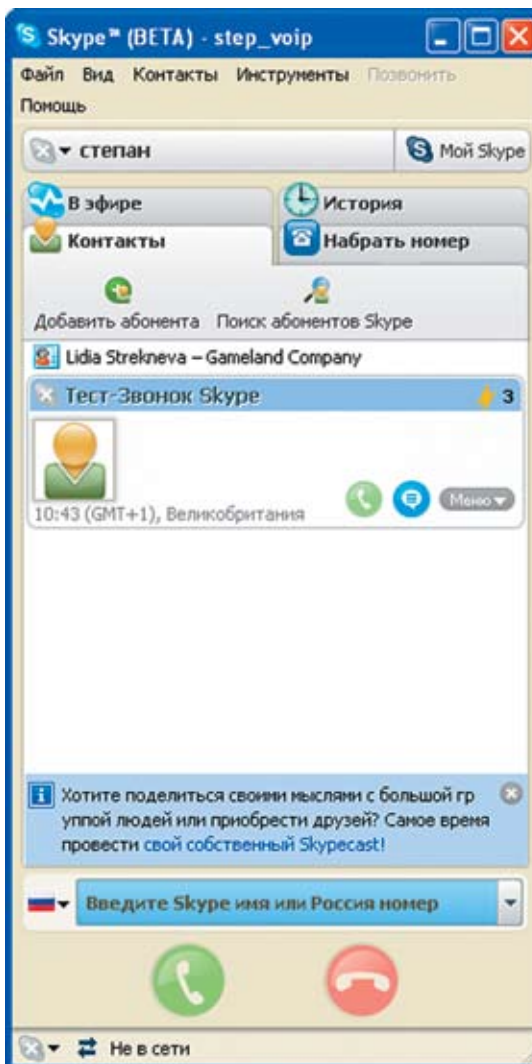 Skype™ (BETA) - step_voip
Файл Вид Контакты Инструменты Позвонить
Помощь
степан Мой Skype
В эфире История
Контакты Набрать номер
Добавить абонента Поиск абонентов Skype
Lidia Strekneva – Gameland Company
Тест-Звонок Skype 3
10:43 (GMT+1), Великобритания Меню
Хотите поделиться своими мыслями с большой гр
уппой людей или приобрести друзей? Самое время
провести свой собственный Skypecast!
Введите Skype имя или Россия номер
Не в сети